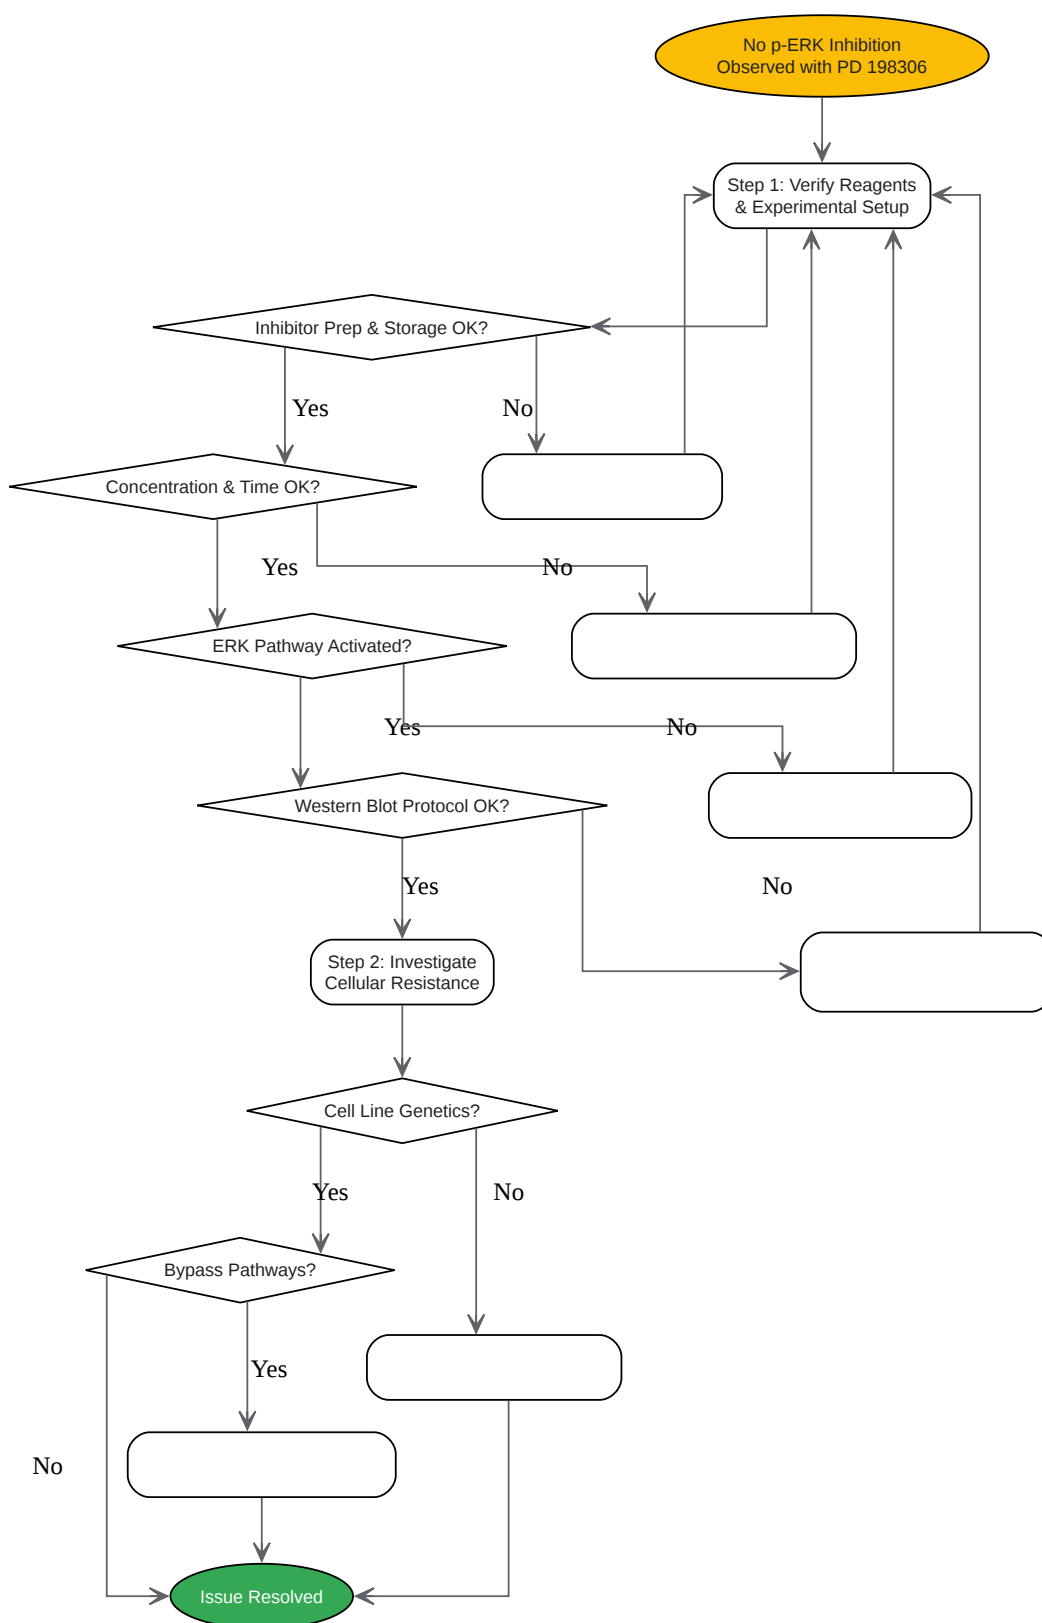 No p-ERK Inhibition
Observed with PD 198306
Step 1: Verify Reagents
& Experimental Setup
Inhibitor Prep & Storage OK?
Yes
No
Concentration & Time OK?
Yes
No
ERK Pathway Activated?
Yes
No
Western Blot Protocol OK?
Yes
No
Step 2: Investigate
Cellular Resistance
Cell Line Genetics?
Yes
No
Bypass Pathways?
Yes
No
Issue Resolved